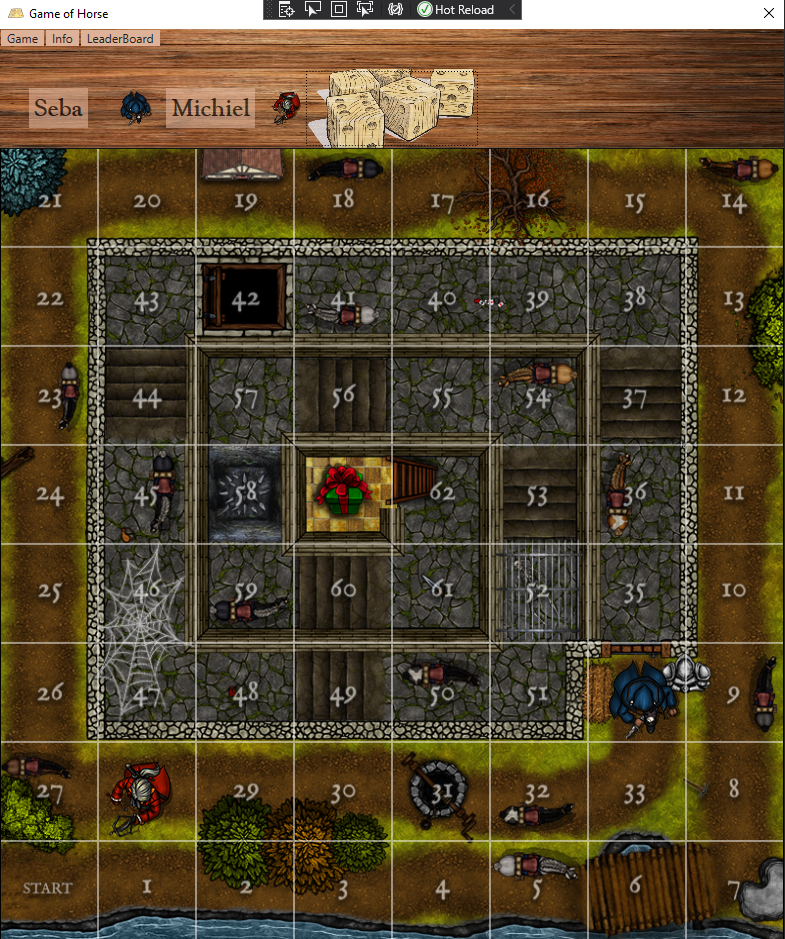 Game of Horse
Hot Reload
Game Info LeaderBoard
Seba Michiel
21 20 19 18 17 16 15 14
22 43 42 41 40 39 38 13
23 44 57 56 55 54 37 12
24 45 58 62 53 36 11
25 46 59 60 61 52 35 10
26 47 48 49 50 51 9
27 29 30 31 32 33 8
START 1 2 3 4 5 6 7